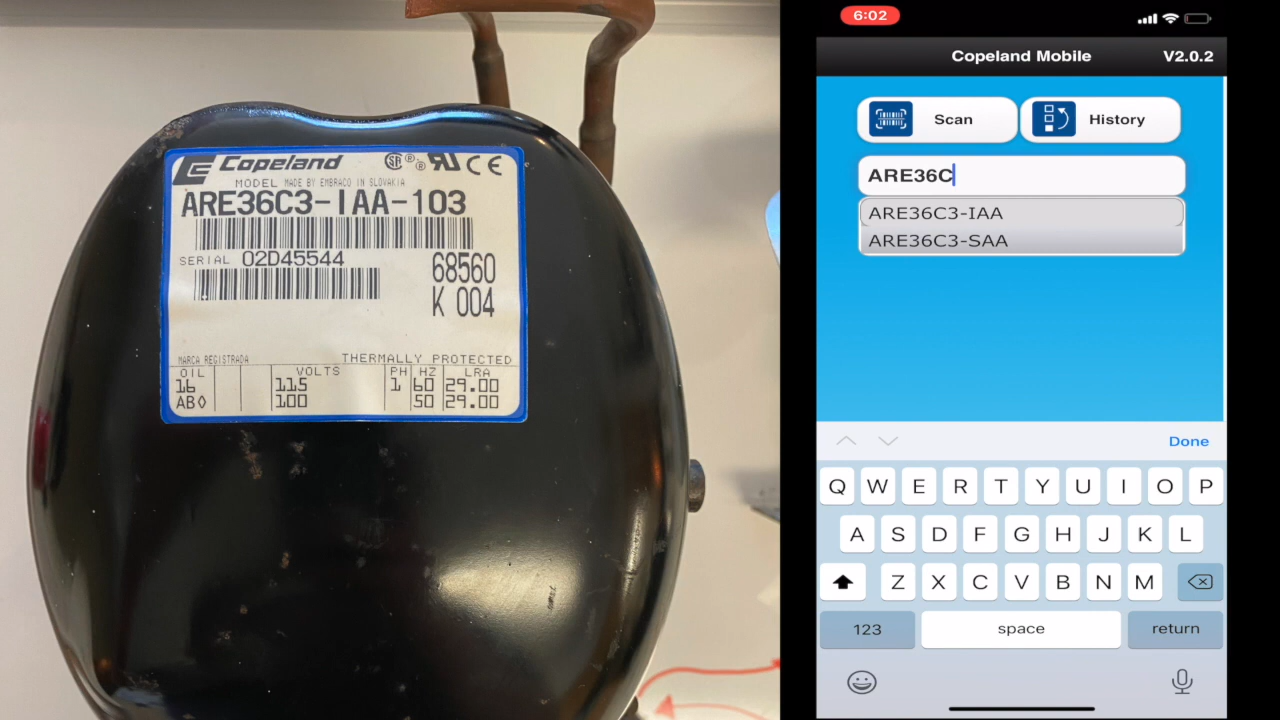 Copeland
MODEL MADE BY EMBRACO IN SLOVAKIA
ARE36C3-IAA-103
SERIAL 02D45544
68560
K 004
MARCA REGISTRADA THERMALLY PROTECTED
OIL VOLTS PH HZ LRA
16 115 1 60 29.00
AB0 100 50 29.00
6:02
Copeland Mobile V2.0.2
Scan History
ARE36C
ARE36C3-IAA
ARE36C3-SAA
Done
Q W E R T Y U I O P
A S D F G H J K L
Z X C V B N M
123 space return